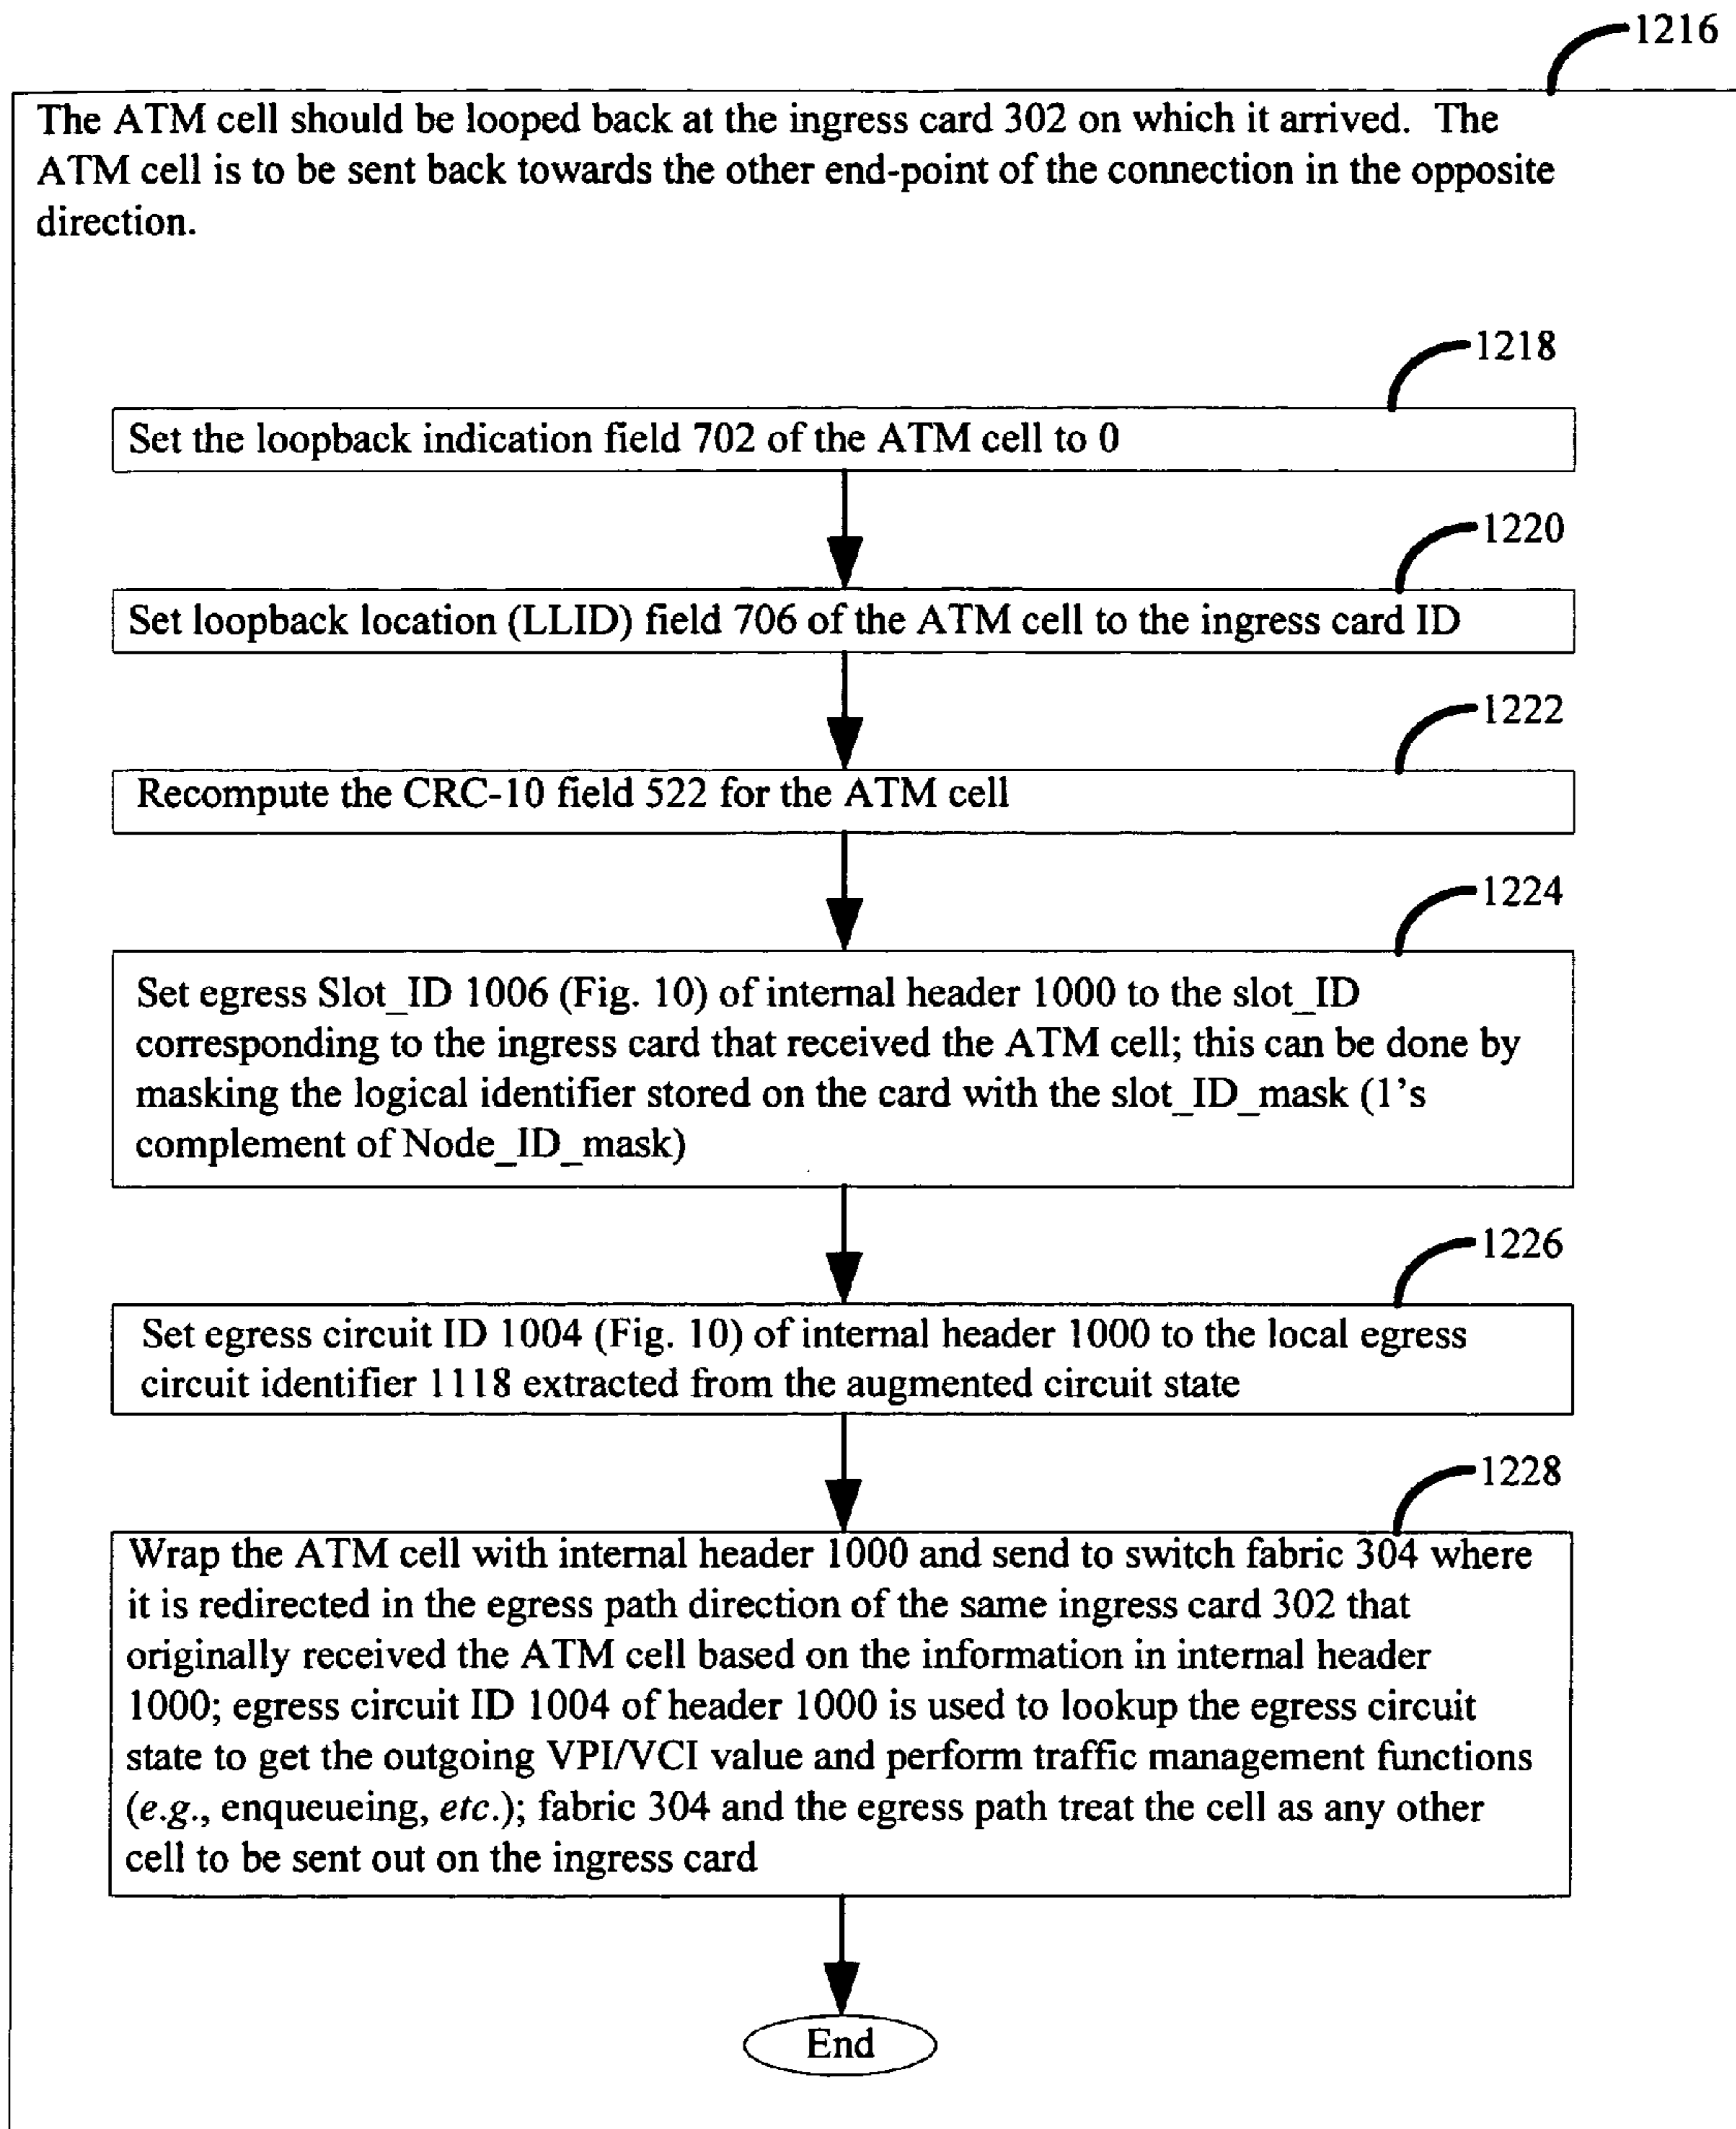 1216
The ATM cell should be looped back at the ingress card 302 on which it arrived.  The
ATM cell is to be sent back towards the other end-point of the connection in the opposite
direction.
1218
Set the loopback indication field 702 of the ATM cell to 0
1220
Set loopback location (LLID) field 706 of the ATM cell to the ingress card ID
1222
Recompute the CRC-10 field 522 for the ATM cell
1224
Set egress Slot_ID 1006 (Fig. 10) of internal header 1000 to the slot_ID
corresponding to the ingress card that received the ATM cell; this can be done by
masking the logical identifier stored on the card with the slot_ID_mask (1’s
complement of Node_ID_mask)
1226
Set egress circuit ID 1004 (Fig. 10) of internal header 1000 to the local egress
circuit identifier 1118 extracted from the augmented circuit state
1228
Wrap the ATM cell with internal header 1000 and send to switch fabric 304 where
it is redirected in the egress path direction of the same ingress card 302 that
originally received the ATM cell based on the information in internal header
1000; egress circuit ID 1004 of header 1000 is used to lookup the egress circuit
state to get the outgoing VPI/VCI value and perform traffic management functions
(e.g., enqueueing, etc.); fabric 304 and the egress path treat the cell as any other
cell to be sent out on the ingress card
End